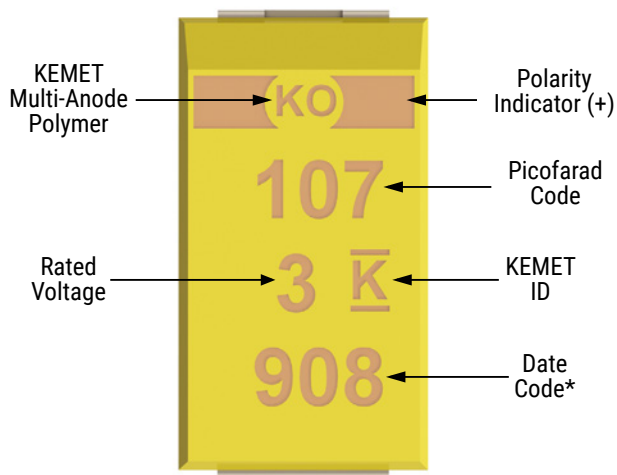 KEMET
Multi-Anode
Polymer
KO
Polarity
Indicator (+)
107
Picofarad
Code
Rated
Voltage
3 K
KEMET
ID
908
Date
Code*